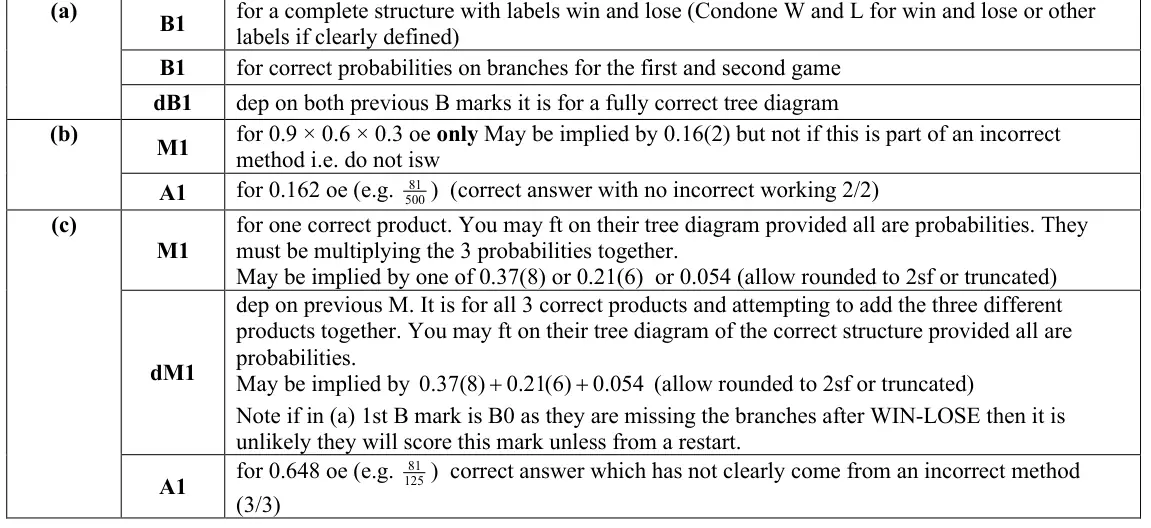 (a)
B1
for a complete structure with labels win and lose (Condone W and L for win and lose or other
labels if clearly defined)
B1
for correct probabilities on branches for the first and second game
dB1
dep on both previous B marks it is for a fully correct tree diagram
(b)
M1
for 0.9 × 0.6 × 0.3 oe only May be implied by 0.16(2) but not if this is part of an incorrect
method i.e. do not isw
A1
for 0.162 oe (e.g. 81/500 ) (correct answer with no incorrect working 2/2)
(c)
M1
for one correct product. You may ft on their tree diagram provided all are probabilities. They
must be multiplying the 3 probabilities together.
May be implied by one of 0.37(8) or 0.21(6) or 0.054 (allow rounded to 2sf or truncated)
dM1
dep on previous M. It is for all 3 correct products and attempting to add the three different
products together. You may ft on their tree diagram of the correct structure provided all are
probabilities.
May be implied by 0.37(8) + 0.21(6) + 0.054 (allow rounded to 2sf or truncated)
Note if in (a) 1st B mark is B0 as they are missing the branches after WIN-LOSE then it is
unlikely they will score this mark unless from a restart.
A1
for 0.648 oe (e.g. 81/125 ) correct answer which has not clearly come from an incorrect method
(3/3)